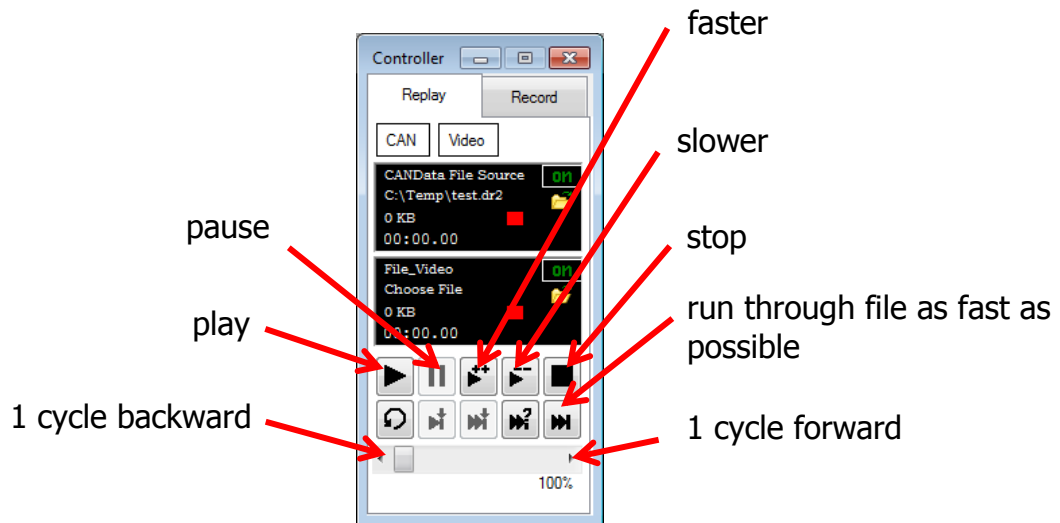 faster
Controller
Replay Record
slower
CAN Video
CANData File Source on
C:\Temp\test.dr2
0 KB
00:00.00
pause
stop
File_Video on
Choose File
0 KB
00:00.00
play
run through file as fast as
possible
1 cycle backward
1 cycle forward
100%